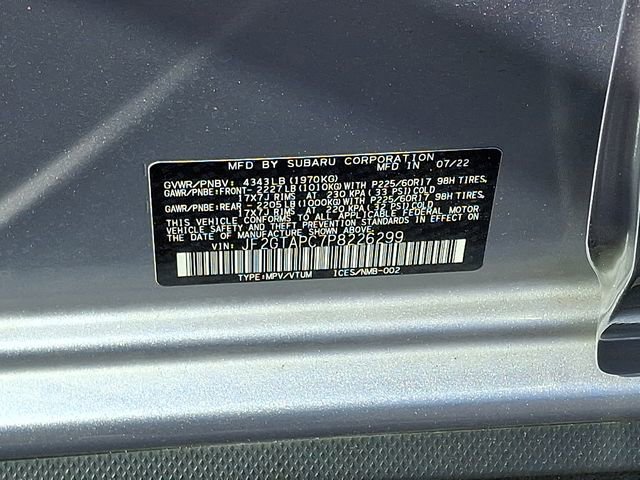 MFD BY SUBARU CORPORATION
MFD IN 07/22
GVWR/PNBV: 4343LB (1970KG)
GAWR/PNBE:FRONT- 2227LB (1010KG)WITH P225/60R17 98H TIRES,
17X7J RIMS AT 230 KPA( 33 PSI)COLD
GAWR/PNBE:REAR - 2205LB (1000KG)WITH P225/60R17 98H TIRES,
17X7J RIMS AT 220 KPA( 32 PSI)COLD
THIS VEHICLE CONFORMS TO ALL APPLICABLE FEDERAL MOTOR
VEHICLE SAFETY AND BUMPER STANDARDS IN EFFECT ON THE
DATE OF MANUFACTURE SHOWN ABOVE.
VIN: JF2GTAPC7P8226299
TYPE:MPV/VTUM ICES/NMB-002